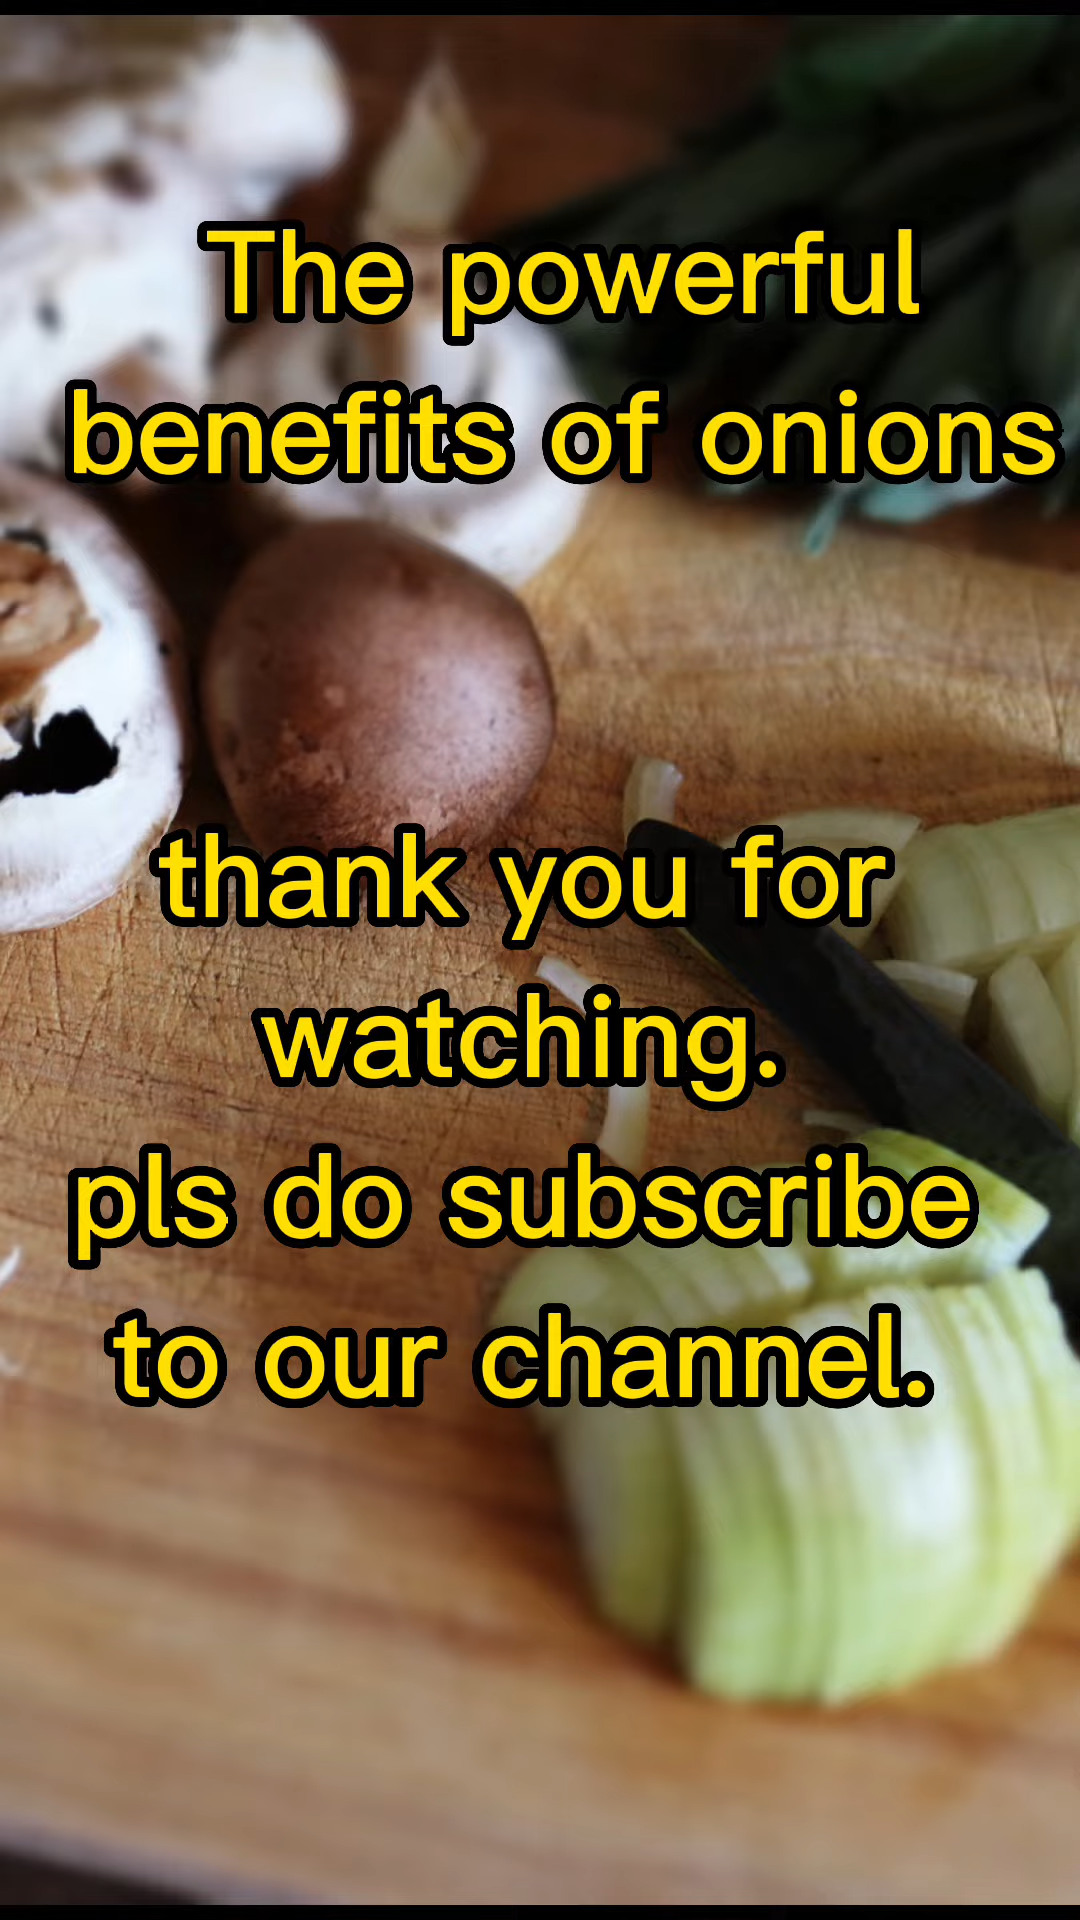 The powerful
benefits of onions
thank you for
watching.
pls do subscribe
to our channel.